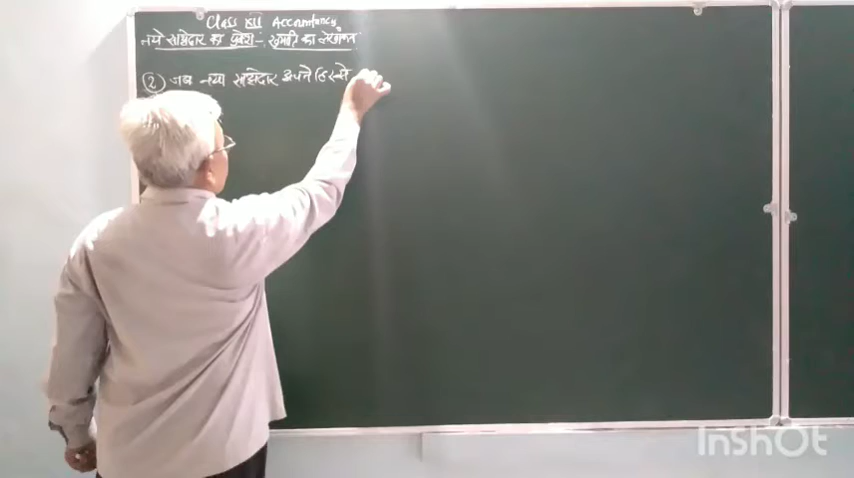 Class XII Accountancy
नये साझेदार का प्रवेश :- ख्याति का लेखांकन
(2) जब नया साझेदार अपने हिस्से
InShOt